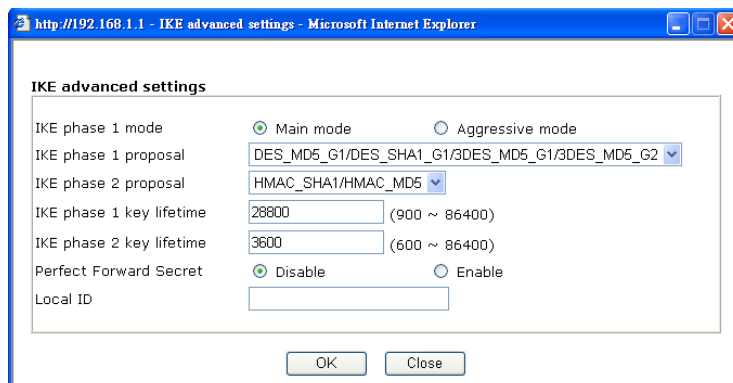 http://192.168.1.1 - IKE advanced settings - Microsoft Internet Explorer
IKE advanced settings
IKE phase 1 mode Main mode Aggressive mode
IKE phase 1 proposal DES_MD5_G1/DES_SHA1_G1/3DES_MD5_G1/3DES_MD5_G2
IKE phase 2 proposal HMAC_SHA1/HMAC_MD5
IKE phase 1 key lifetime 28800 (900 ~ 86400)
IKE phase 2 key lifetime 3600 (600 ~ 86400)
Perfect Forward Secret Disable Enable
Local ID
OK Close